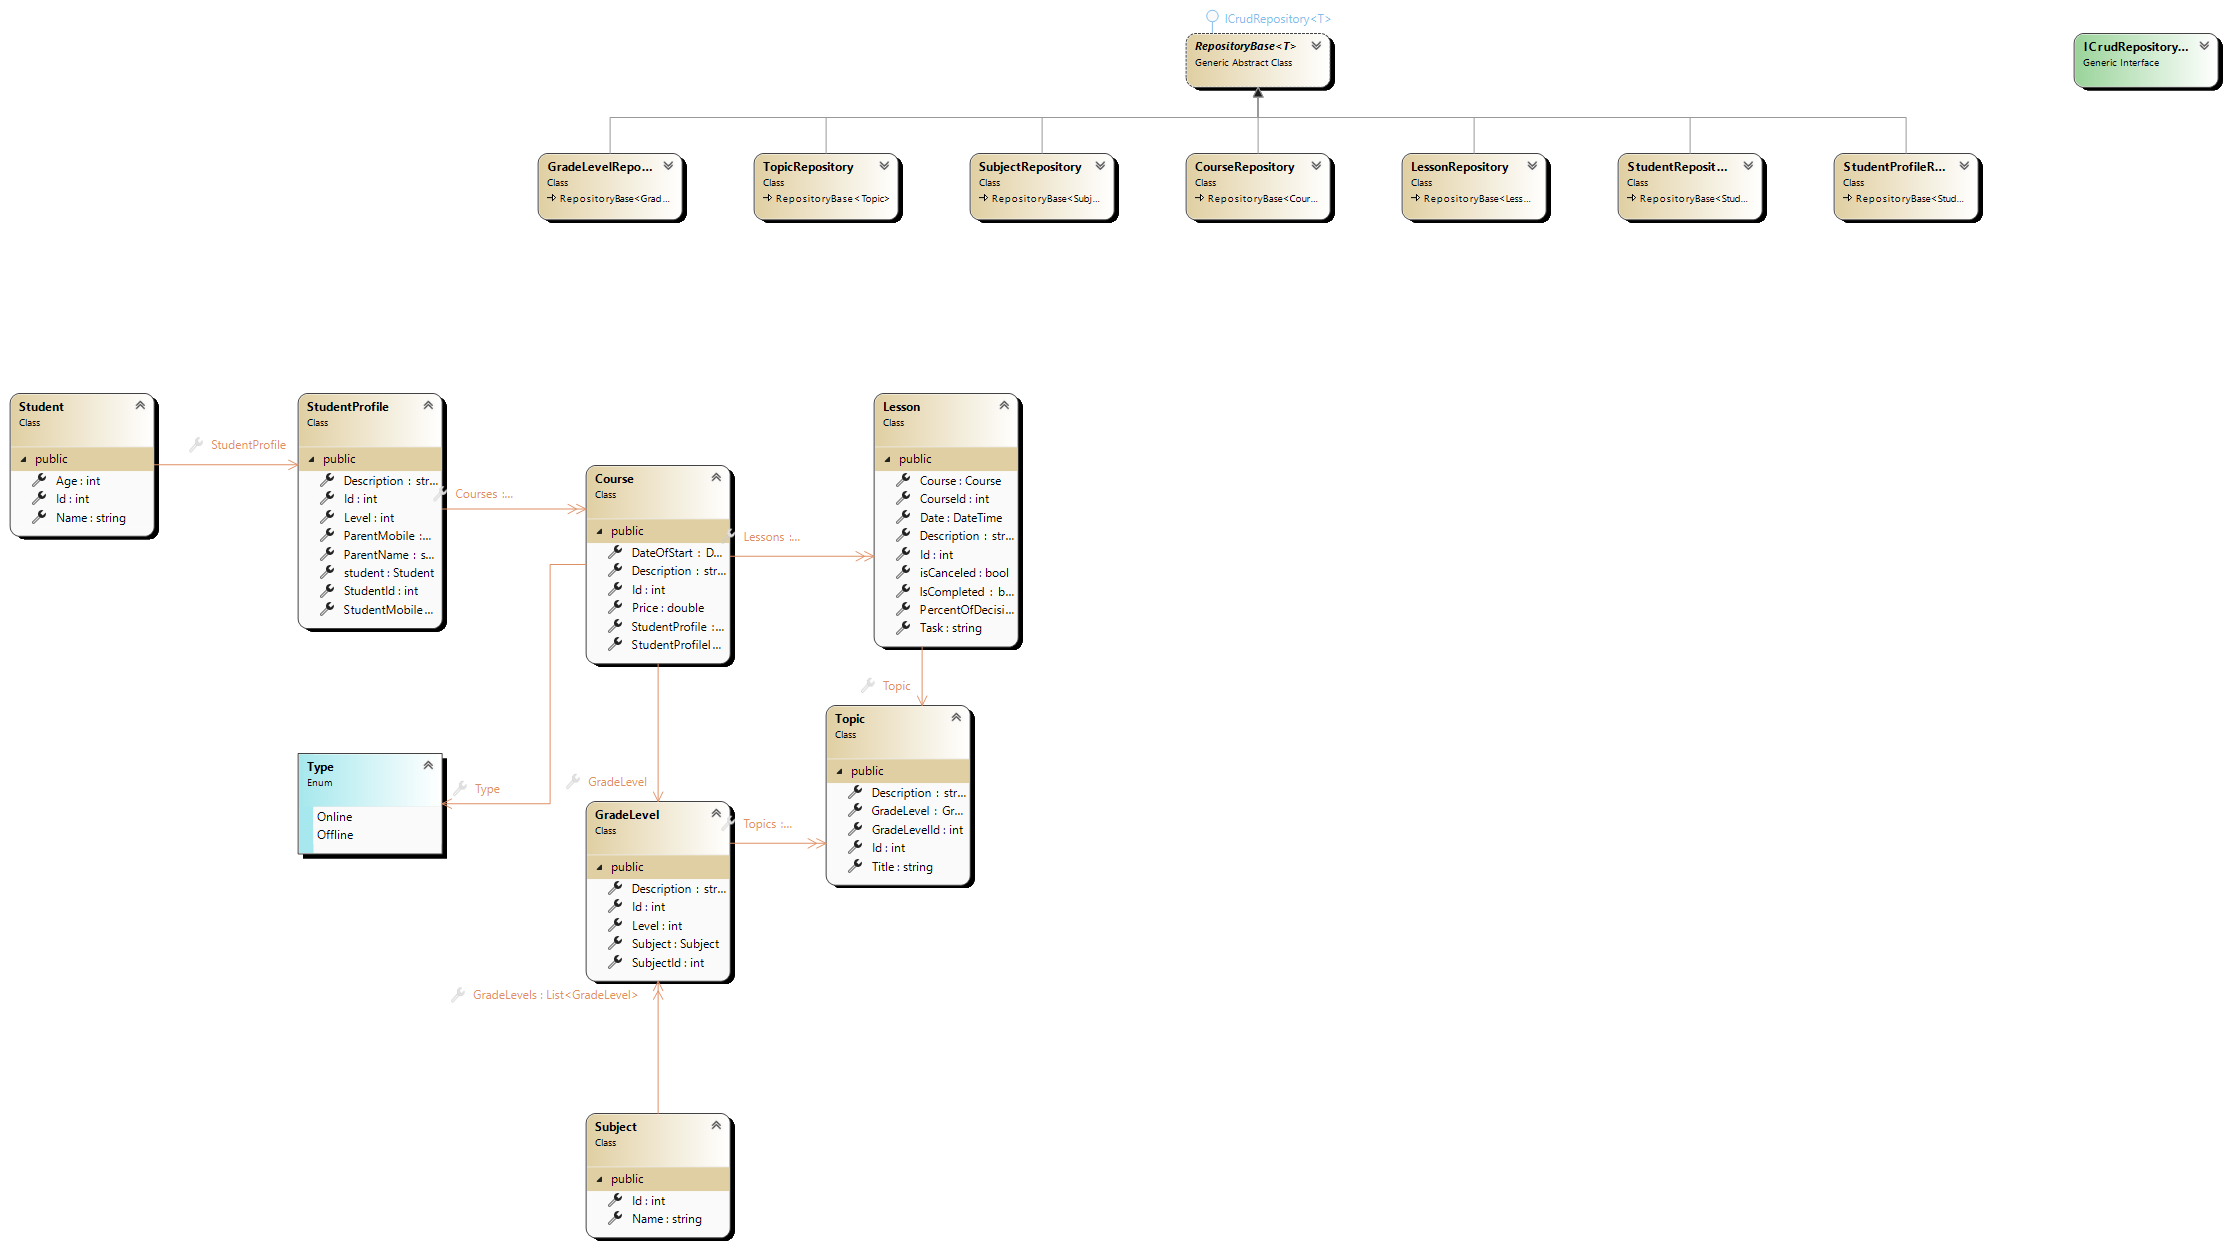 ICrudRepository<T>
RepositoryBase<T>
Generic Abstract Class
ICrudRepository...
Generic Interface
GradeLevelRepo...
Class
RepositoryBase<Grad...
TopicRepository
Class
RepositoryBase<Topic>
SubjectRepository
Class
RepositoryBase<Subj...
CourseRepository
Class
RepositoryBase<Cour...
LessonRepository
Class
RepositoryBase<Less...
StudentReposit...
Class
RepositoryBase<Stud...
StudentProfileR...
Class
RepositoryBase<Stud...
Student
Class
public
Age : int
Id : int
Name : string
StudentProfile
StudentProfile
Class
public
Description : str...
Id : int
Level : int
ParentMobile :...
ParentName : s...
student : Student
StudentId : int
StudentMobile...
Courses :...
Course
Class
public
DateOfStart : D...
Description : str...
Id : int
Price : double
StudentProfile :...
StudentProfileI...
Lessons :...
Lesson
Class
public
Course : Course
CourseId : int
Date : DateTime
Description : str...
Id : int
isCanceled : bool
IsCompleted : b...
PercentOfDecisi...
Task : string
Topic
Topic
Class
public
Description : str...
GradeLevel : Gr...
GradeLevelId : int
Id : int
Title : string
Type
Enum
Online
Offline
Type
GradeLevel
GradeLevel
Class
public
Description : str...
Id : int
Level : int
Subject : Subject
SubjectId : int
Topics :...
GradeLevels : List<GradeLevel>
Subject
Class
public
Id : int
Name : string